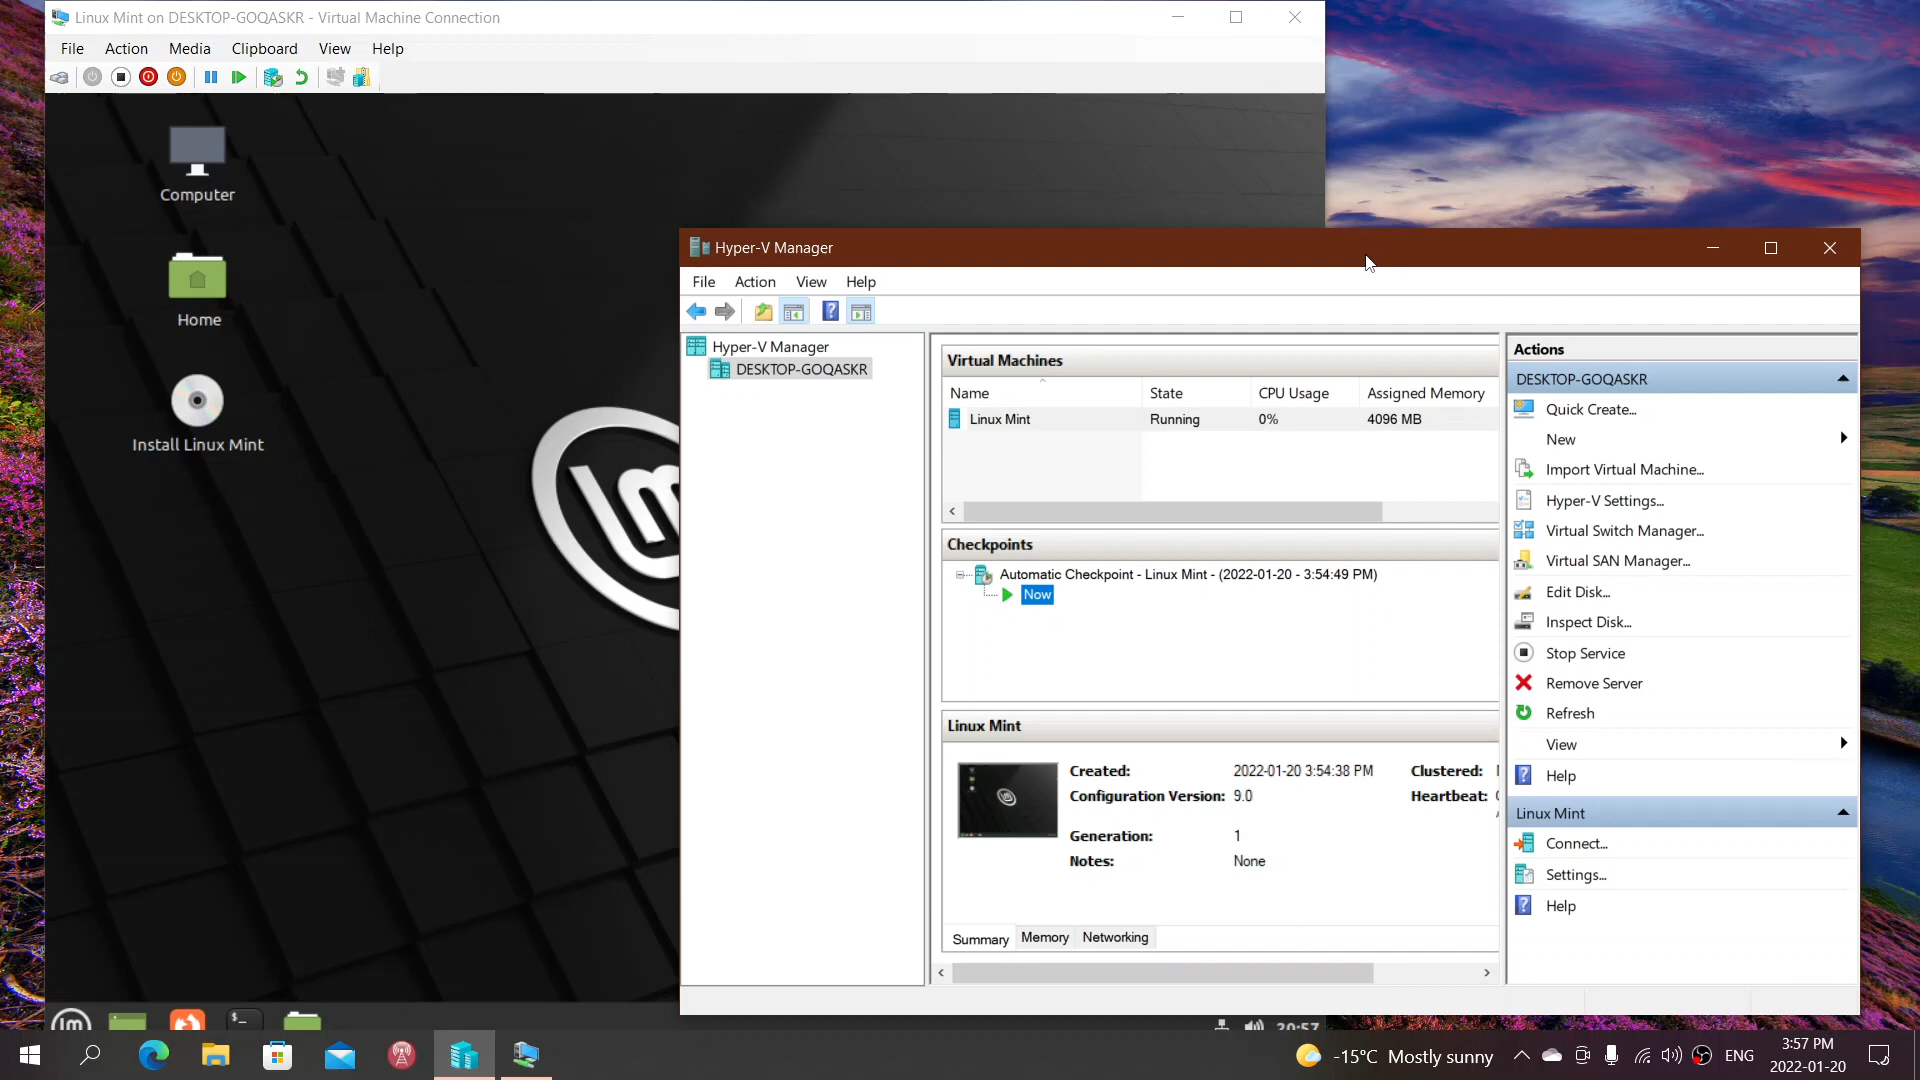 Linux Mint on DESKTOP-GOQASKR - Virtual Machine Connection
File Action Media Clipboard View Help
Computer
Home
Install Linux Mint
lm
20:57
Hyper-V Manager
File Action View Help
Hyper-V Manager
DESKTOP-GOQASKR
Virtual Machines
Name State CPU Usage Assigned Memory
Linux Mint Running 0% 4096 MB
Checkpoints
Automatic Checkpoint - Linux Mint - (2022-01-20 - 3:54:49 PM)
Now
Linux Mint
Created: 2022-01-20 3:54:38 PM Clustered:
Configuration Version: 9.0 Heartbeat:
Generation: 1
Notes: None
Summary Memory Networking
Actions
DESKTOP-GOQASKR
Quick Create...
New
Import Virtual Machine...
Hyper-V Settings...
Virtual Switch Manager...
Virtual SAN Manager...
Edit Disk...
Inspect Disk...
Stop Service
Remove Server
Refresh
View
Help
Linux Mint
Connect...
Settings...
Help
-15°C Mostly sunny ENG 3:57 PM
2022-01-20